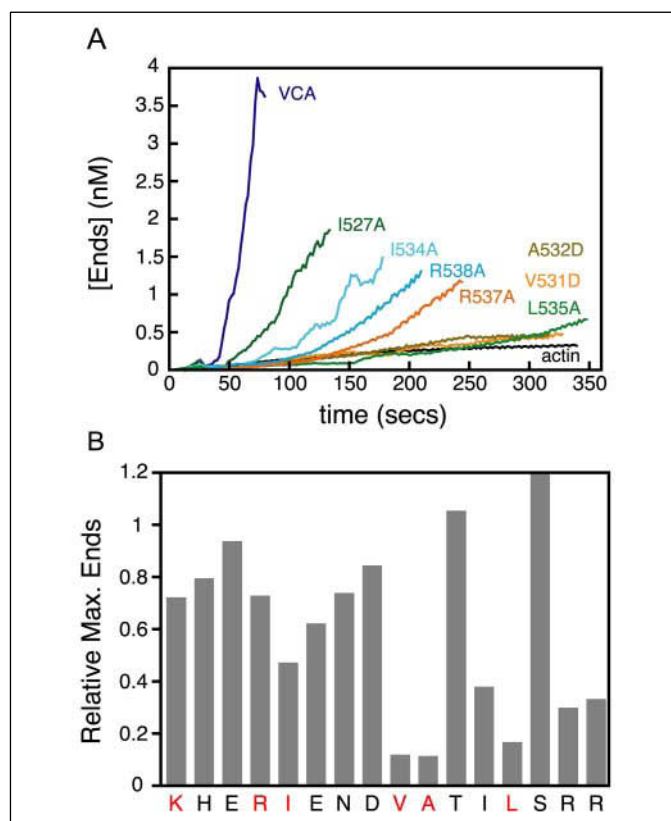 A
4
3.5
3
2.5
2
1.5
1
0.5
0
[Ends] (nM)
VCA
I527A
I534A
R538A
R537A
A532D
V531D
L535A
actin
0 50 100 150 200 250 300 350
time (secs)
B
1.2
1
0.8
0.6
0.4
0.2
0
Relative Max. Ends
K H E R I E N D V A T I L S R R